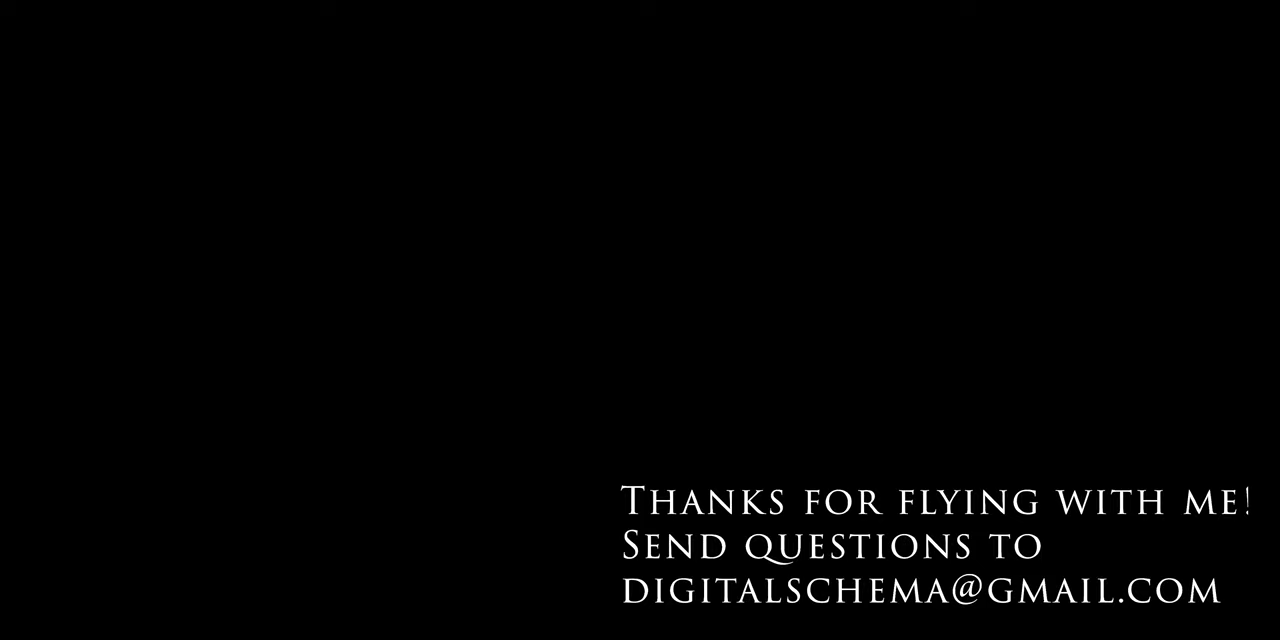 Thanks for flying with me!
Send questions to
digitalschema@gmail.com